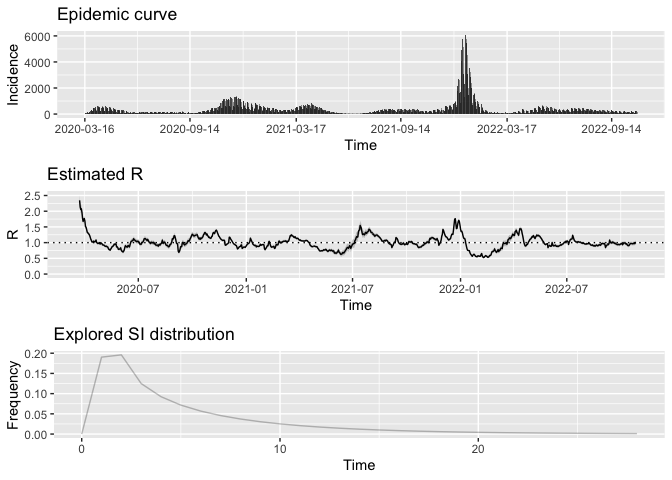 Epidemic curve
6000
4000
2000
0
Incidence
2020-03-16 2020-09-14 2021-03-17 2021-09-14 2022-03-17 2022-09-14
Time
Estimated R
2.5
2.0
1.5
1.0
0.5
0.0
R
2020-07 2021-01 2021-07 2022-01 2022-07
Time
Explored SI distribution
0.20
0.15
0.10
0.05
0.00
Frequency
0 10 20
Time